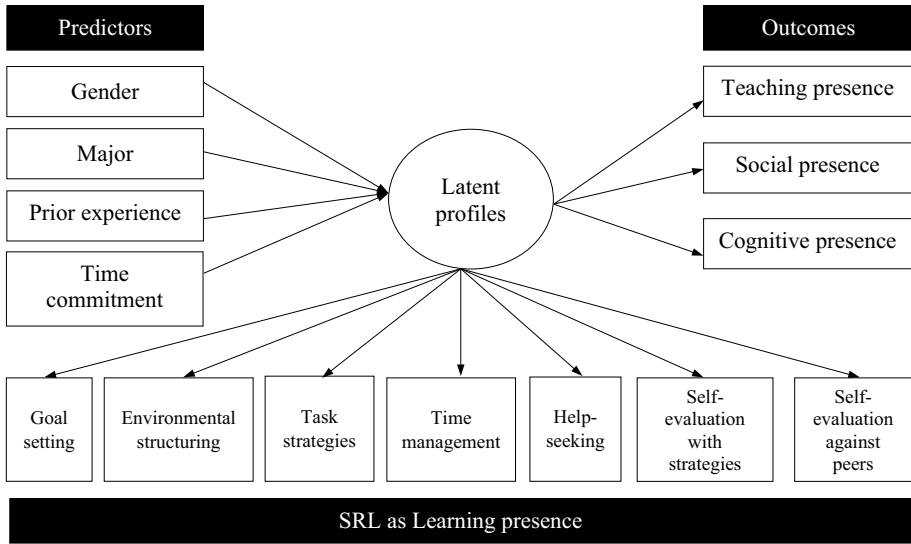 Predictors
Outcomes
Gender
Major
Prior experience
Time
commitment
Latent
profiles
Teaching presence
Social presence
Cognitive presence
Goal
setting
Environmental
structuring
Task
strategies
Time
management
Help-
seeking
Self-
evaluation
with
strategies
Self-
evaluation
against
peers
SRL as Learning presence